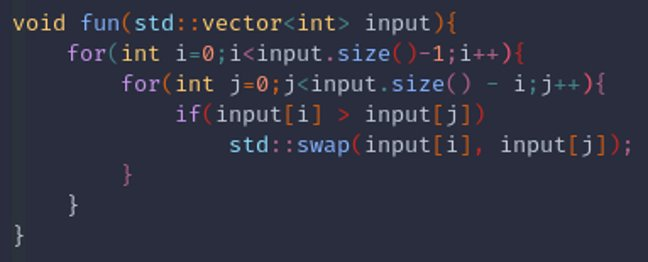 void fun(std::vector<int> input){
    for(int i=0;i<input.size()-1;i++){
        for(int j=0;j<input.size() - i;j++){
            if(input[i] > input[j])
                std::swap(input[i], input[j]);
        }
    }
}